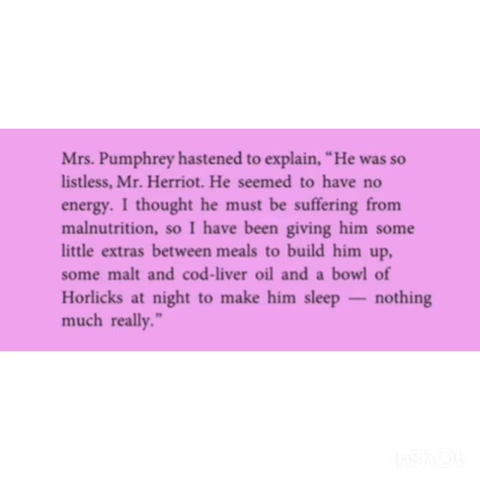 Mrs. Pumphrey hastened to explain, “He was so
listless, Mr. Herriot. He seemed to have no
energy. I thought he must be suffering from
malnutrition, so I have been giving him some
little extras between meals to build him up,
some malt and cod-liver oil and a bowl of
Horlicks at night to make him sleep — nothing
much really.”